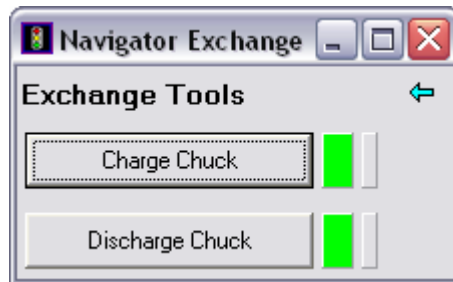 Navigator Exchange
Exchange Tools
Charge Chuck
Discharge Chuck